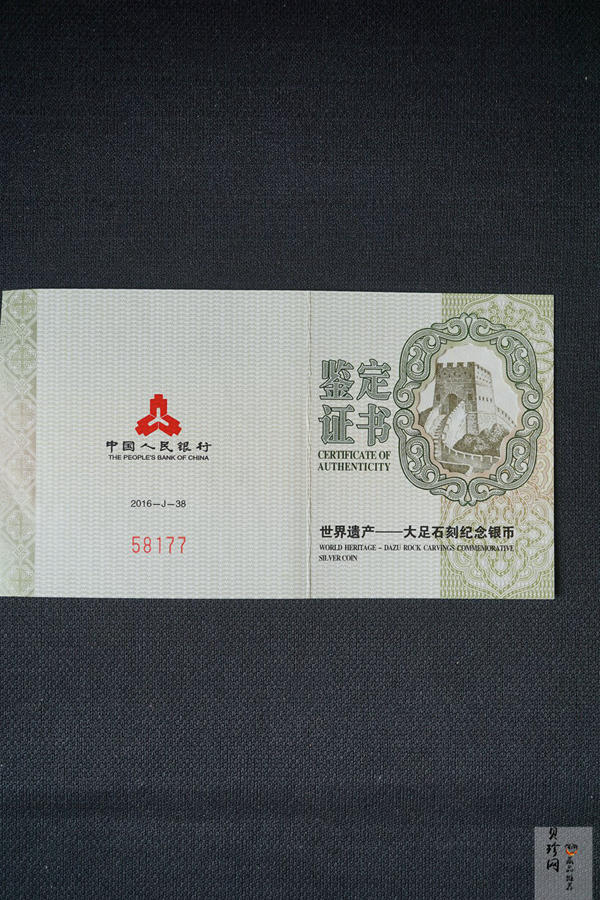 中国人民银行
THE PEOPLE'S BANK OF CHINA
2016-J-38
58177
鉴定
证书
CERTIFICATE OF
AUTHENTICITY
世界遗产——大足石刻纪念银币
WORLD HERITAGE - DAZU ROCK CARVINGS COMMEMORATIVE
SILVER COIN
贝珍网